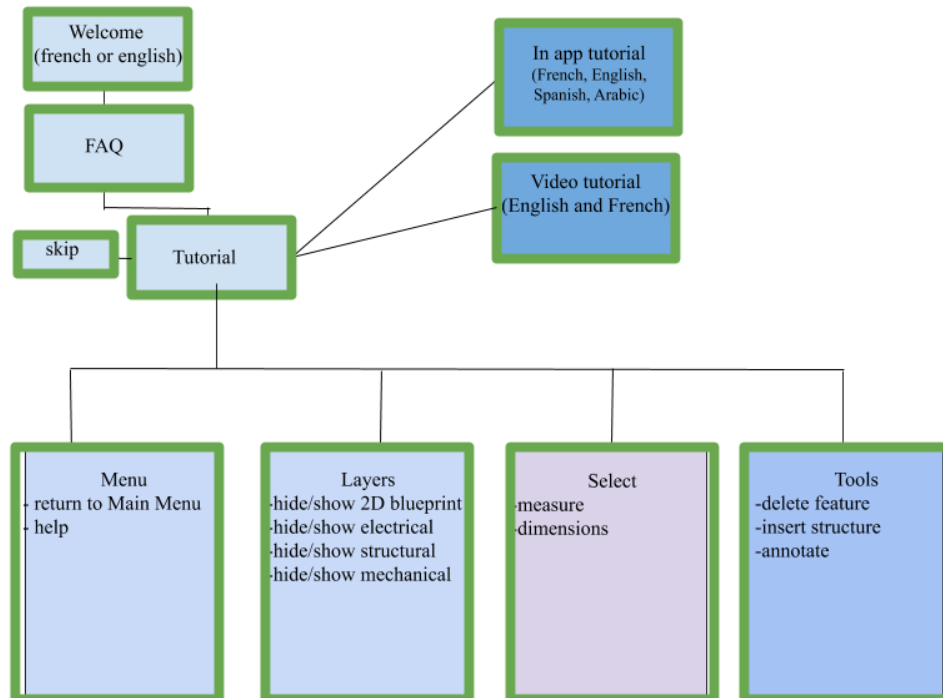 Welcome
(french or english)
FAQ
skip
Tutorial
In app tutorial
(French, English,
Spanish, Arabic)
Video tutorial
(English and French)
Menu
- return to Main Menu
- help
Layers
-hide/show 2D blueprint
-hide/show electrical
-hide/show structural
-hide/show mechanical
Select
-measure
-dimensions
Tools
-delete feature
-insert structure
-annotate